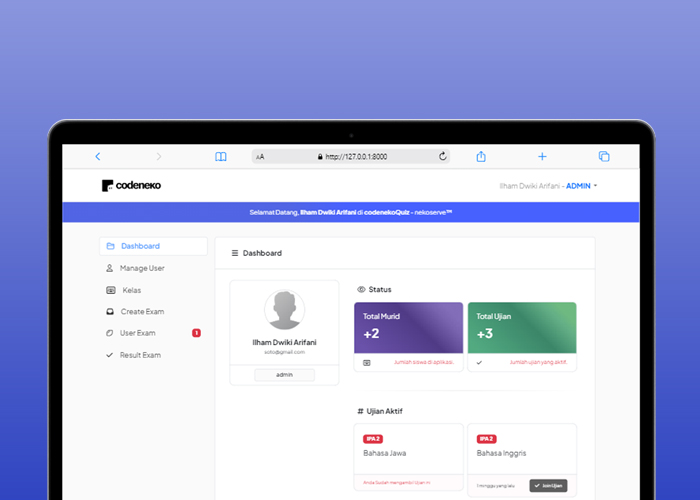 AA
http://127.0.0.1:8000
codeneko
Ilham Dwiki Arifani - ADMIN
Selamat Datang, Ilham Dwiki Arifani di codenekoQuiz - nekoserve™
Dashboard
Manage User
Kelas
Create Exam
User Exam 1
Result Exam
Dashboard
Ilham Dwiki Arifani
soto@gmail.com
admin
Status
Total Murid
+2
Jumlah siswa di aplikasi.
Total Ujian
+3
Jumlah ujian yang aktif.
# Ujian Aktif
IPA 2
Bahasa Jawa
Anda Sudah mengambil Ujian ini
IPA 2
Bahasa Inggris
1 minggu yang lalu
Join Ujian